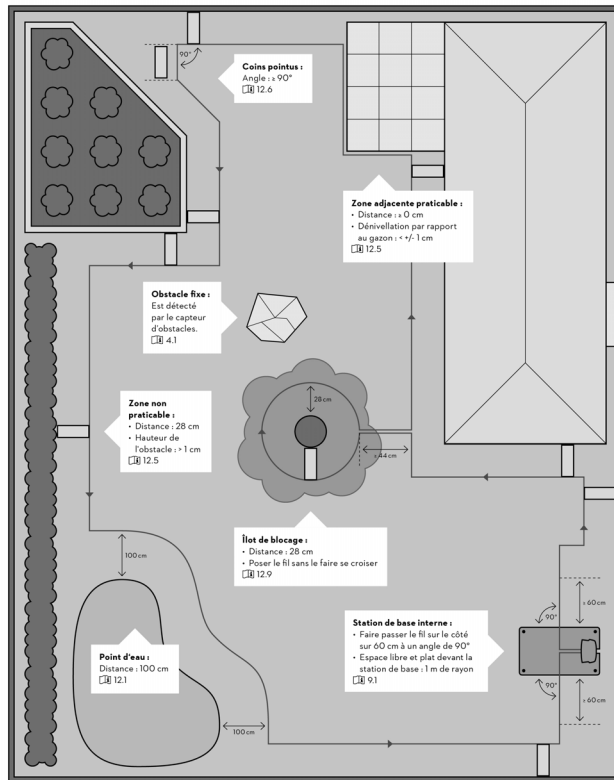 90°
Coins pointus :
Angle : ≥ 90°
12.6
Zone adjacente praticable :
• Distance : ≥ 0 cm
• Dénivellation par rapport
au gazon : < +/- 1 cm
12.5
Obstacle fixe :
Est détecté
par le capteur
d'obstacles.
4.1
28 cm
Zone non
praticable :
• Distance : 28 cm
• Hauteur de
l'obstacle : > 1 cm
12.5
≥ 44 cm
Îlot de blocage :
• Distance : 28 cm
• Poser le fil sans le faire se croiser
12.9
100 cm
≥ 60 cm
90°
Station de base interne :
• Faire passer le fil sur le côté
sur 60 cm à un angle de 90°
• Espace libre et plat devant la
station de base : 1 m de rayon
9.1
Point d'eau :
Distance : 100 cm
12.1
90°
≥ 60 cm
100 cm